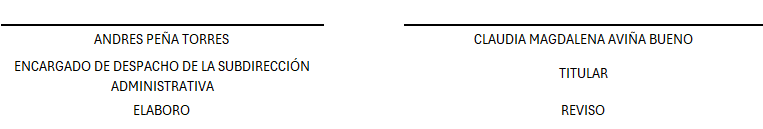 ANDRES PEÑA TORRES
ENCARGADO DE DESPACHO DE LA SUBDIRECCIÓN
ADMINISTRATIVA
ELABORO
CLAUDIA MAGDALENA AVIÑA BUENO
TITULAR
REVISO